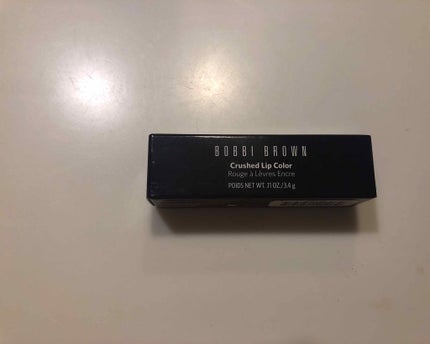 BOBBI BROWN
Crushed Lip Color
Rouge à Lèvres Encre
POIDS NET WT. .11 OZ./3.4 g